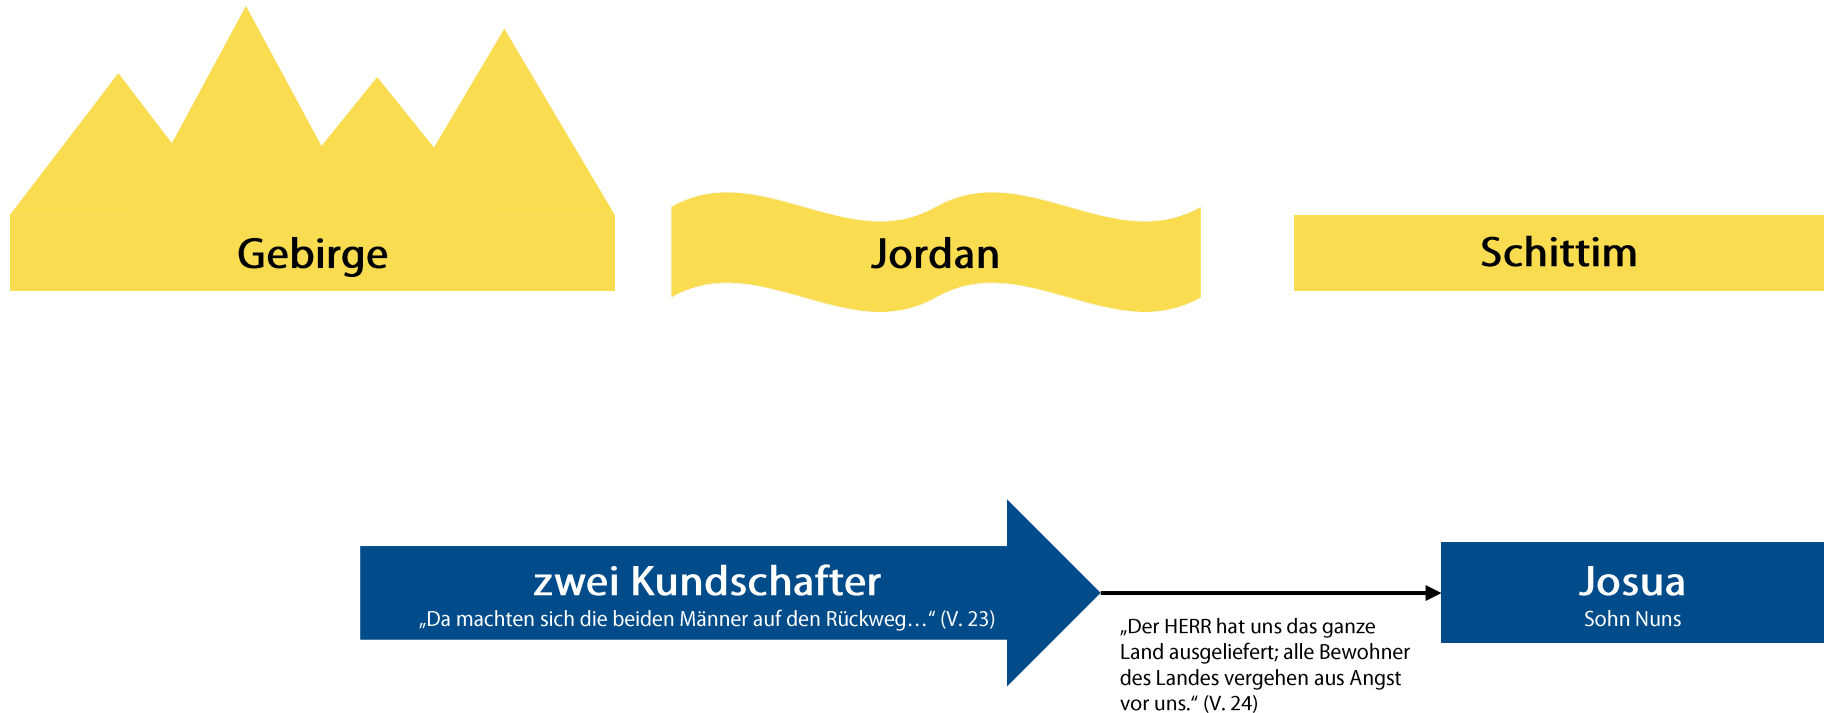 Gebirge
Jordan
Schittim
zwei Kundschafter
„Da machten sich die beiden Männer auf den Rückweg…“ (V. 23)
Josua
Sohn Nuns
„Der HERR hat uns das ganze
Land ausgeliefert; alle Bewohner
des Landes vergehen aus Angst
vor uns.“ (V. 24)